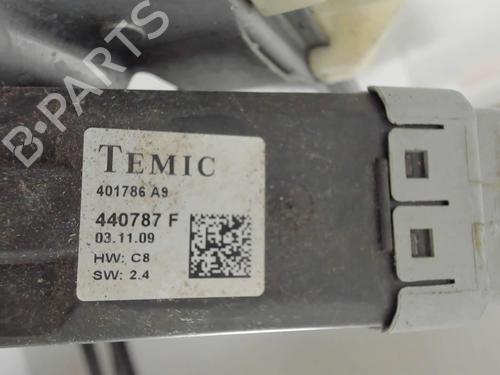 TEMIC
401786 A9
440787 F
03.11.09
HW: C8
SW: 2.4
B-PARTS